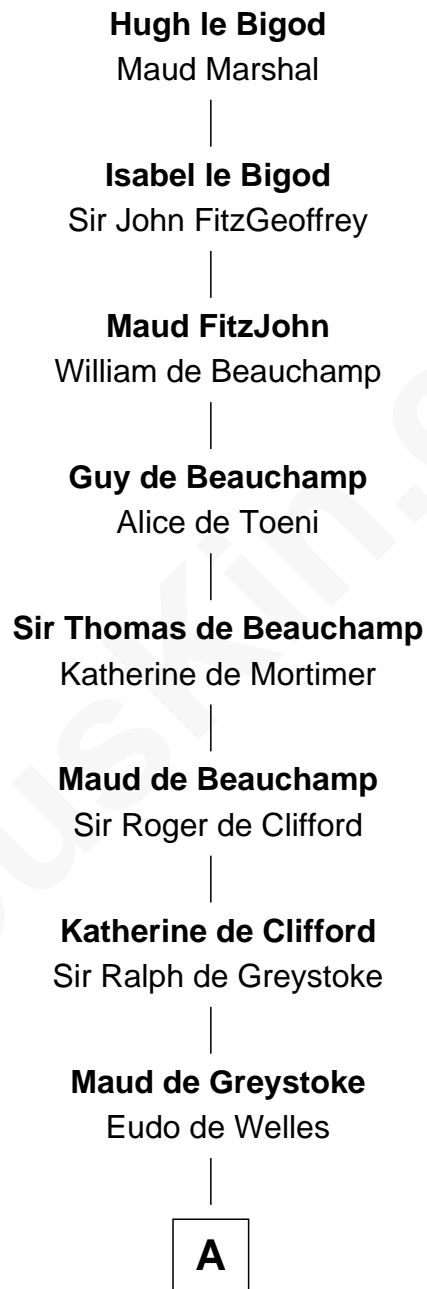 Hugh le Bigod
Maud Marshal
Isabel le Bigod
Sir John FitzGeoffrey
Maud FitzJohn
William de Beauchamp
Guy de Beauchamp
Alice de Toeni
Sir Thomas de Beauchamp
Katherine de Mortimer
Maud de Beauchamp
Sir Roger de Clifford
Katherine de Clifford
Sir Ralph de Greystoke
Maud de Greystoke
Eudo de Welles
A